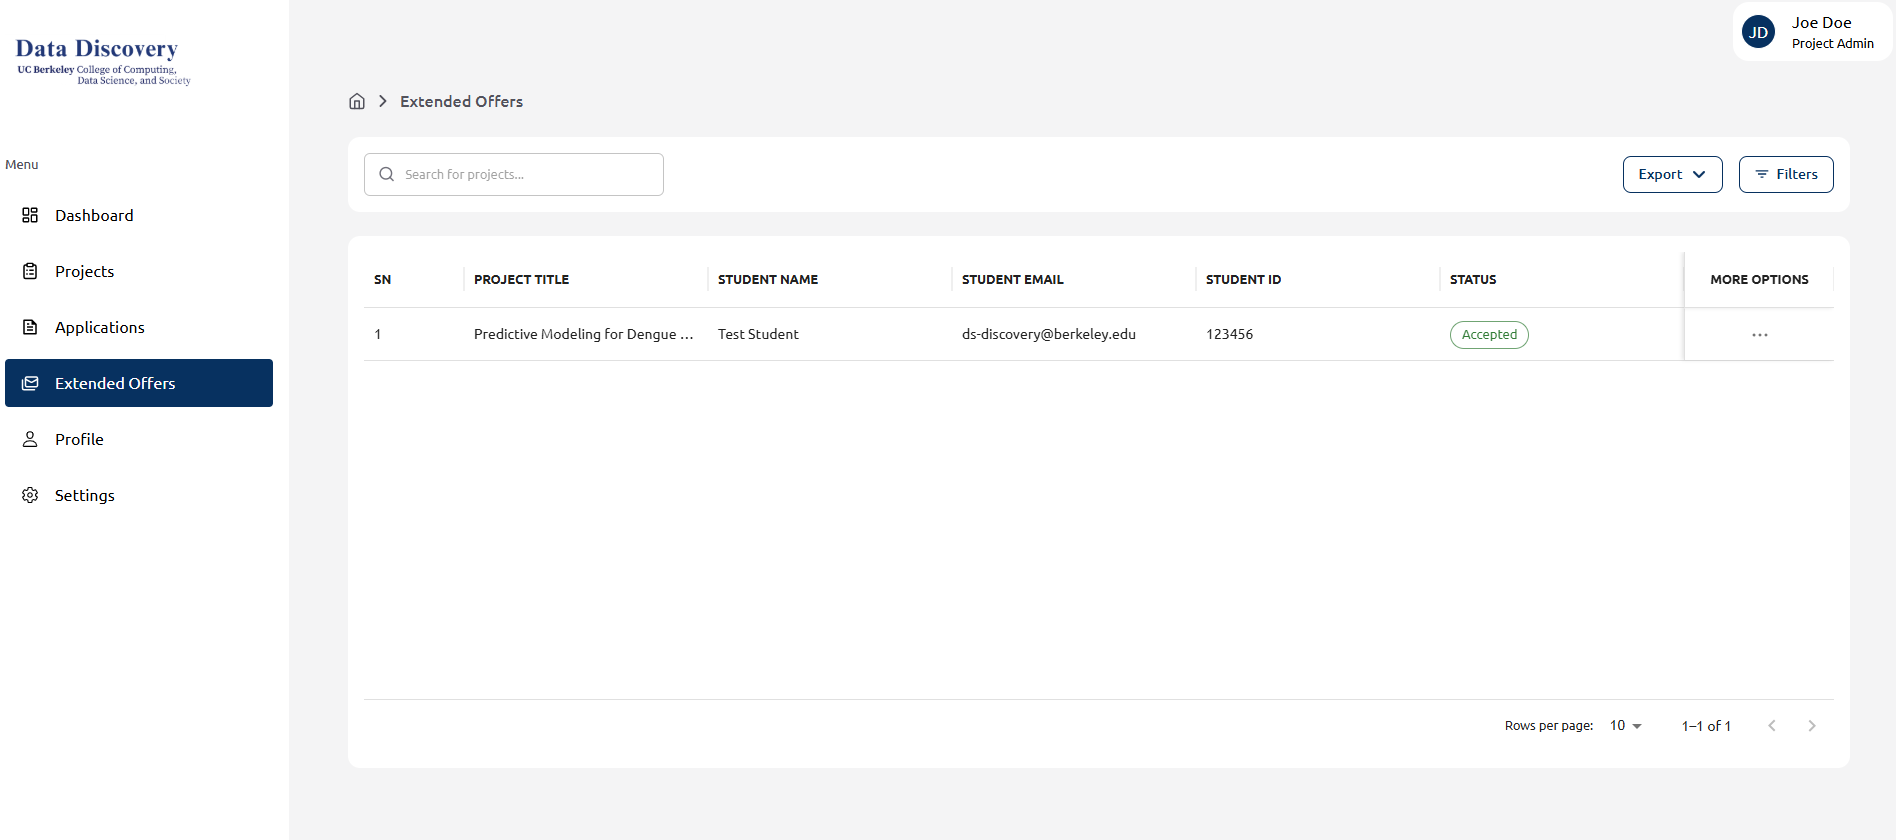 Data Discovery
UC Berkeley College of Computing,
Data Science, and Society
JD
Joe Doe
Project Admin
Extended Offers
Menu
Dashboard
Projects
Applications
Extended Offers
Profile
Settings
Search for projects...
Export
Filters
SN PROJECT TITLE STUDENT NAME STUDENT EMAIL STUDENT ID STATUS MORE OPTIONS
1 Predictive Modeling for Dengue ... Test Student ds-discovery@berkeley.edu 123456 Accepted ...
Rows per page: 10 1–1 of 1